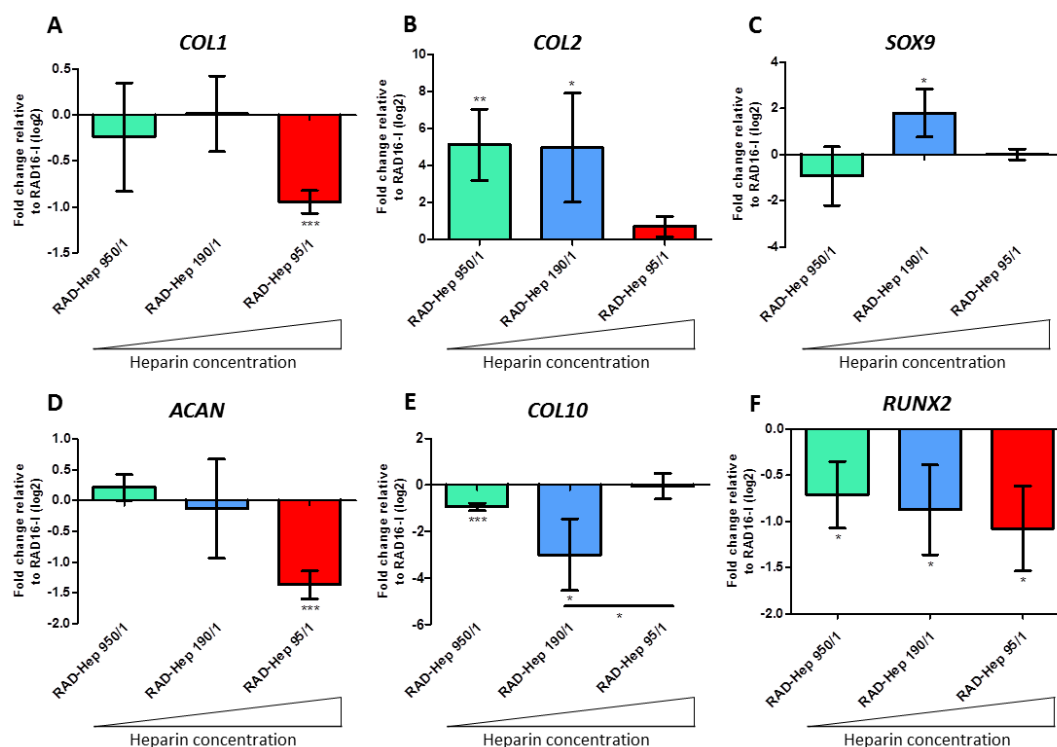 A
COL1
Fold change relative
to RAD16-I (log2)
0.5
0.0
-0.5
-1.0
-1.5
***
RAD-Hep 950/1
RAD-Hep 190/1
RAD-Hep 95/1
Heparin concentration
B
COL2
Fold change relative
to RAD16-I (log2)
10
8
6
4
2
0
**
*
RAD-Hep 950/1
RAD-Hep 190/1
RAD-Hep 95/1
Heparin concentration
C
SOX9
Fold change relative
to RAD16-I (log2)
4
2
0
-2
-4
*
RAD-Hep 950/1
RAD-Hep 190/1
RAD-Hep 95/1
Heparin concentration
D
ACAN
Fold change relative
to RAD16-I (log2)
1.0
0.5
0.0
-0.5
-1.0
-1.5
-2.0
***
RAD-Hep 950/1
RAD-Hep 190/1
RAD-Hep 95/1
Heparin concentration
E
COL10
Fold change relative
to RAD16-I (log2)
2
0
-2
-4
-6
***
*
*
RAD-Hep 950/1
RAD-Hep 190/1
RAD-Hep 95/1
Heparin concentration
F
RUNX2
Fold change relative
to RAD16-I (log2)
0.0
-0.5
-1.0
-1.5
-2.0
*
*
*
RAD-Hep 950/1
RAD-Hep 190/1
RAD-Hep 95/1
Heparin concentration